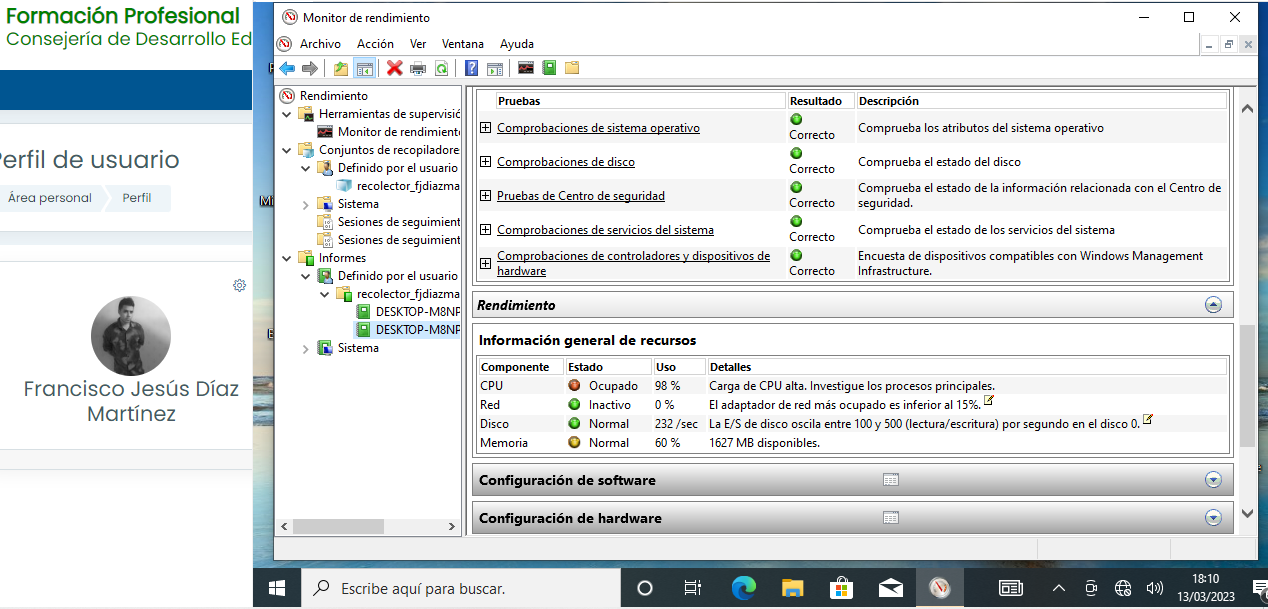 Formación Profesional
Consejería de Desarrollo Ed
Perfil de usuario
Área personal
Perfil
Francisco Jesús Díaz
Martínez
Monitor de rendimiento
Archivo Acción Ver Ventana Ayuda
Rendimiento
Herramientas de supervisió
Monitor de rendimiento
Conjuntos de recopiladore
Definido por el usuario
recolector_fjdiazma
Sistema
Sesiones de seguimient
Sesiones de seguimient
Informes
Definido por el usuario
recolector_fjdiazma
DESKTOP-M8NP
DESKTOP-M8NP
Sistema
Pruebas Resultado Descripción
Comprobaciones de sistema operativo Correcto Comprueba los atributos del sistema operativo
Comprobaciones de disco Correcto Comprueba el estado del disco
Pruebas de Centro de seguridad Correcto Comprueba el estado de la información relacionada con el Centro de
seguridad.
Comprobaciones de servicios del sistema Correcto Comprueba el estado de los servicios del sistema
Comprobaciones de controladores y dispositivos de Correcto Encuesta de dispositivos compatibles con Windows Management
hardware Infrastructure.
Rendimiento
Información general de recursos
Componente Estado Uso Detalles
CPU Ocupado 98 % Carga de CPU alta. Investigue los procesos principales.
Red Inactivo 0 % El adaptador de red más ocupado es inferior al 15%.
Disco Normal 232 /sec La E/S de disco oscila entre 100 y 500 (lectura/escritura) por segundo en el disco 0.
Memoria Normal 60 % 1627 MB disponibles.
Configuración de software
Configuración de hardware
Escribe aquí para buscar.
18:10
13/03/2023